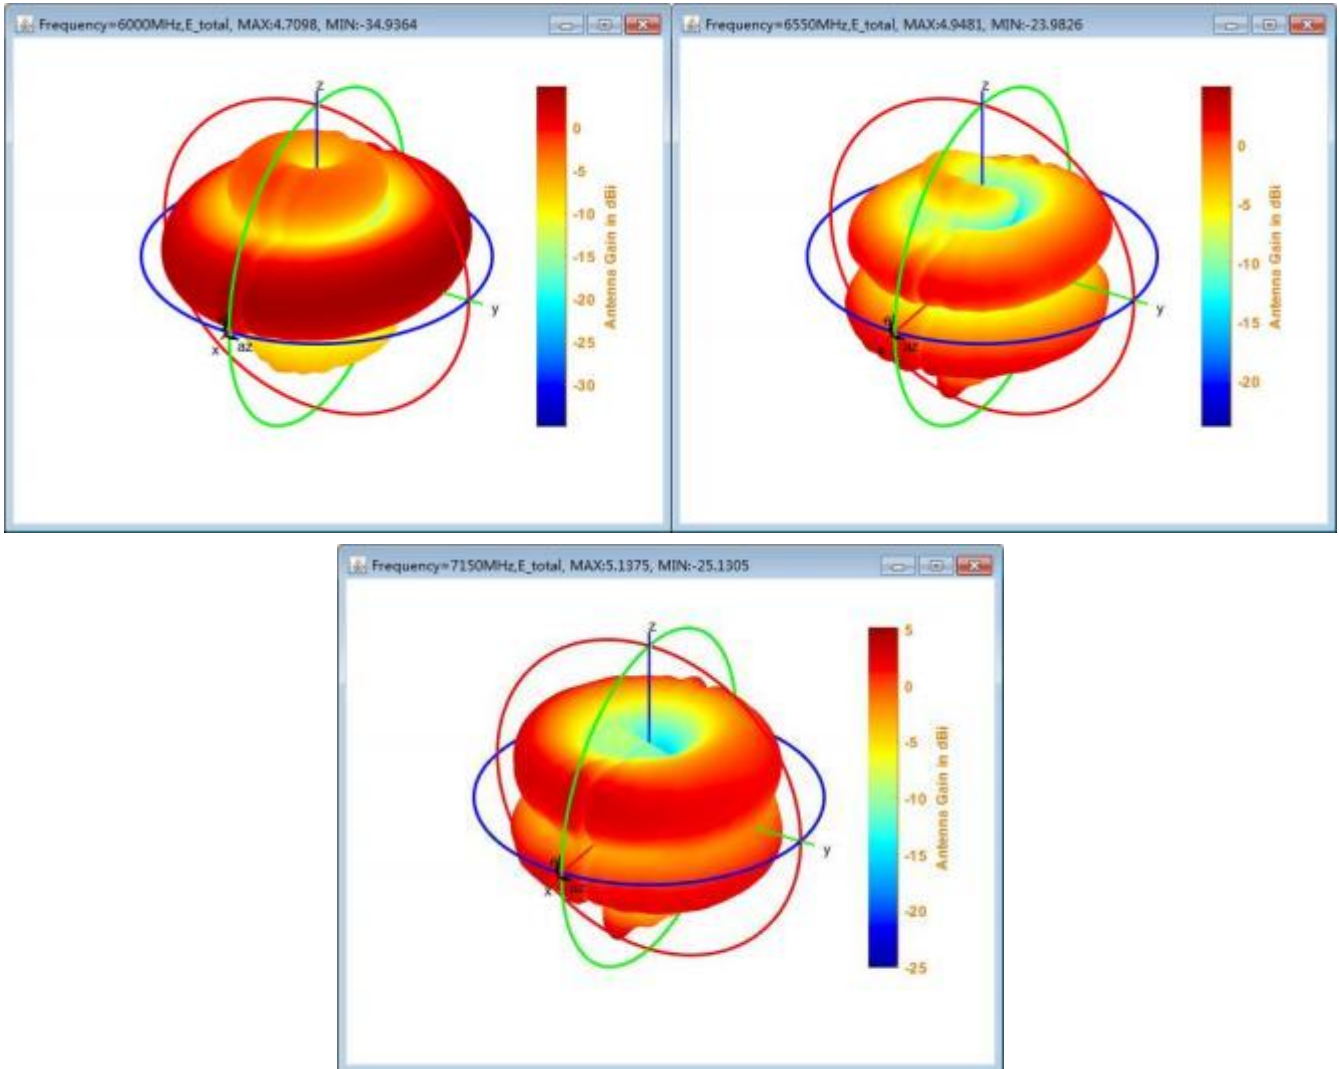 Frequency=6000MHz,E_total, MAX:4.7098, MIN:-34.9364
z
y
x
az
0
-5
-10
-15
-20
-25
-30
Antenna Gain in dBi
Frequency=6550MHz,E_total, MAX:4.9481, MIN:-23.9826
z
y
x
az
0
-5
-10
-15
-20
Antenna Gain in dBi
Frequency=7150MHz,E_total, MAX:5.1375, MIN:-25.1305
z
y
x
5
0
-5
-10
-15
-20
-25
Antenna Gain in dBi